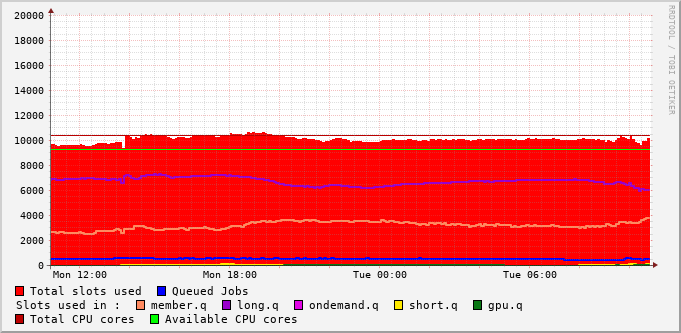 20000
18000
16000
14000
12000
10000
8000
6000
4000
2000
0
Mon 12:00 Mon 18:00 Tue 00:00 Tue 06:00
RRDTOOL / TOBI OETIKER
Total slots used Queued Jobs
Slots used in : member.q long.q ondemand.q short.q gpu.q
Total CPU cores Available CPU cores